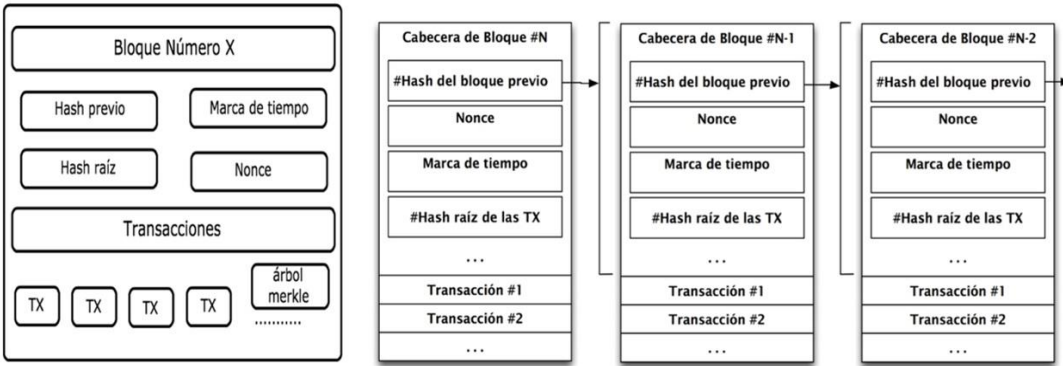 Bloque Número X
Hash previo
Marca de tiempo
Hash raíz
Nonce
Transacciones
TX
TX
TX
TX
árbol
merkle
...........
Cabecera de Bloque #N
#Hash del bloque previo
Nonce
Marca de tiempo
#Hash raíz de las TX
...
Transacción #1
Transacción #2
...
Cabecera de Bloque #N-1
#Hash del bloque previo
Nonce
Marca de tiempo
#Hash raíz de las TX
...
Transacción #1
Transacción #2
...
Cabecera de Bloque #N-2
#Hash del bloque previo
Nonce
Marca de tiempo
#Hash raíz de las TX
...
Transacción #1
Transacción #2
...